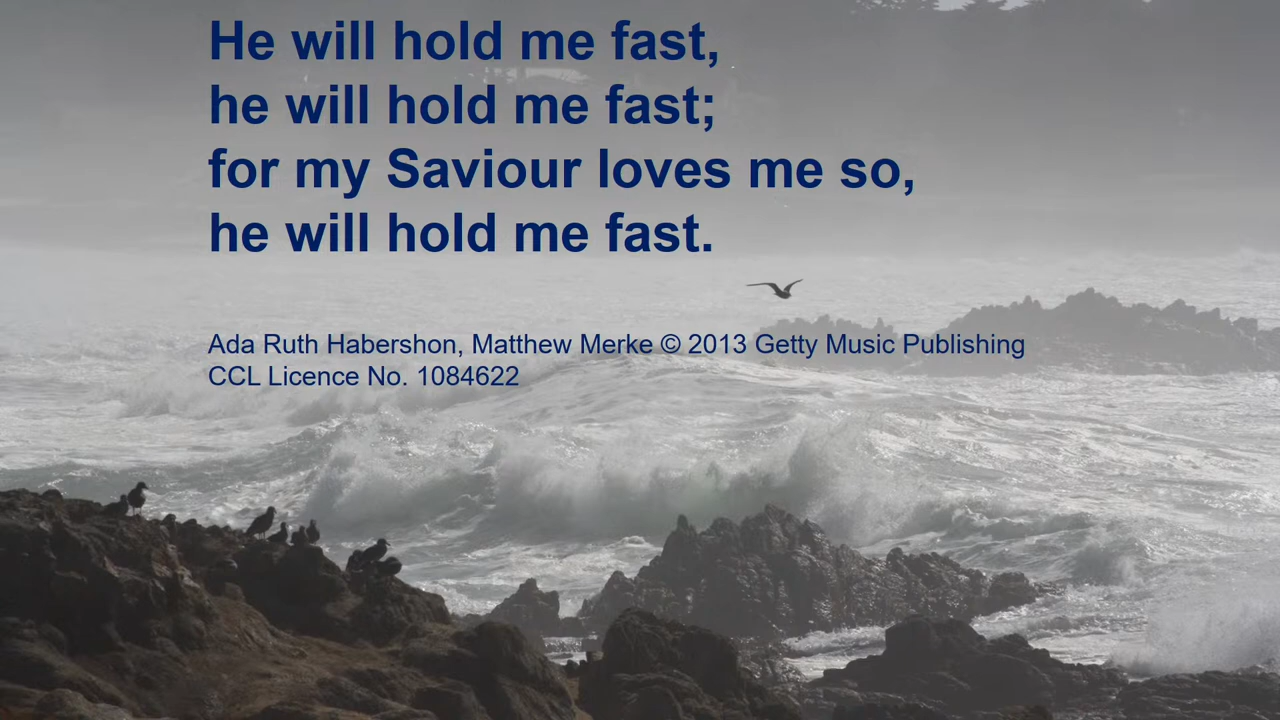 He will hold me fast,
he will hold me fast;
for my Saviour loves me so,
he will hold me fast.
Ada Ruth Habershon, Matthew Merke © 2013 Getty Music Publishing
CCL Licence No. 1084622